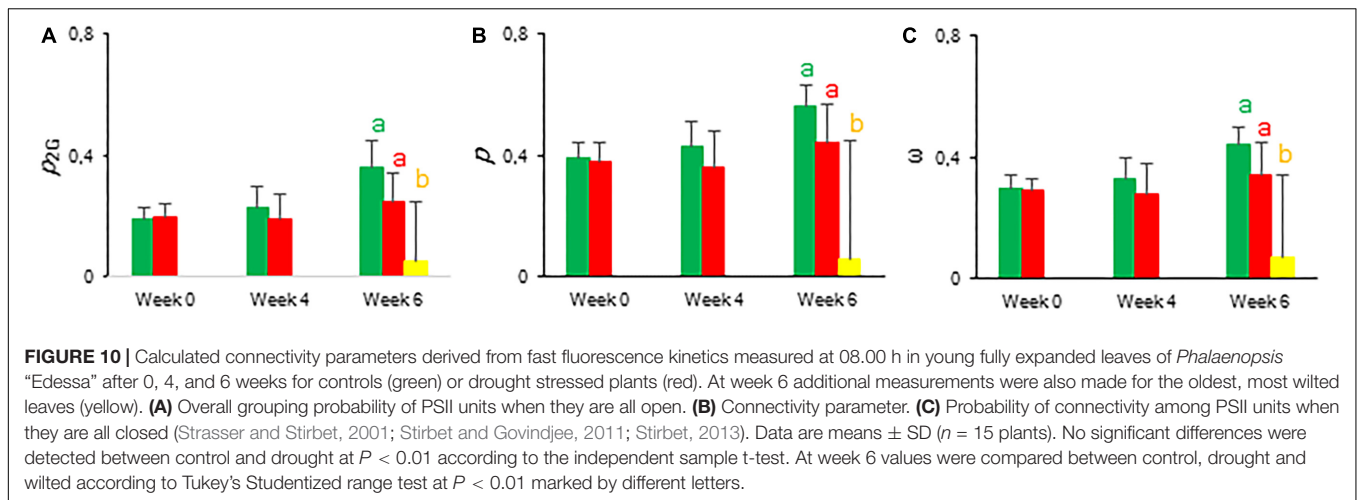 A
0.8
0.4
0
p2G
a
a
b
Week 0
Week 4
Week 6
B
0.8
0.4
0
p
a
a
b
Week 0
Week 4
Week 6
C
0.8
0.4
0
ω
a
a
b
Week 0
Week 4
Week 6
FIGURE 10 | Calculated connectivity parameters derived from fast fluorescence kinetics measured at 08.00 h in young fully expanded leaves of Phalaenopsis
“Edessa” after 0, 4, and 6 weeks for controls (green) or drought stressed plants (red). At week 6 additional measurements were also made for the oldest, most wilted
leaves (yellow). (A) Overall grouping probability of PSII units when they are all open. (B) Connectivity parameter. (C) Probability of connectivity among PSII units when
they are all closed (Strasser and Stirbet, 2001; Stirbet and Govindjee, 2011; Stirbet, 2013). Data are means ± SD (n = 15 plants). No significant differences were
detected between control and drought at P < 0.01 according to the independent sample t-test. At week 6 values were compared between control, drought and
wilted according to Tukey’s Studentized range test at P < 0.01 marked by different letters.